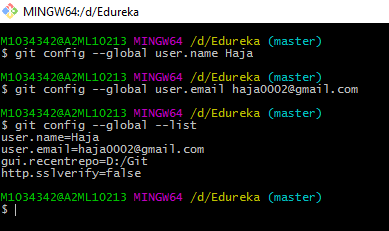 MINGW64:/d/Edureka
M1034342@A2ML10213 MINGW64 /d/Edureka (master)
$ git config --global user.name Haja
M1034342@A2ML10213 MINGW64 /d/Edureka (master)
$ git config --global user.email haja0002@gmail.com
M1034342@A2ML10213 MINGW64 /d/Edureka (master)
$ git config --global --list
user.name=Haja
user.email=haja0002@gmail.com
gui.recentrepo=D:/Git
http.sslverify=false
M1034342@A2ML10213 MINGW64 /d/Edureka (master)
$